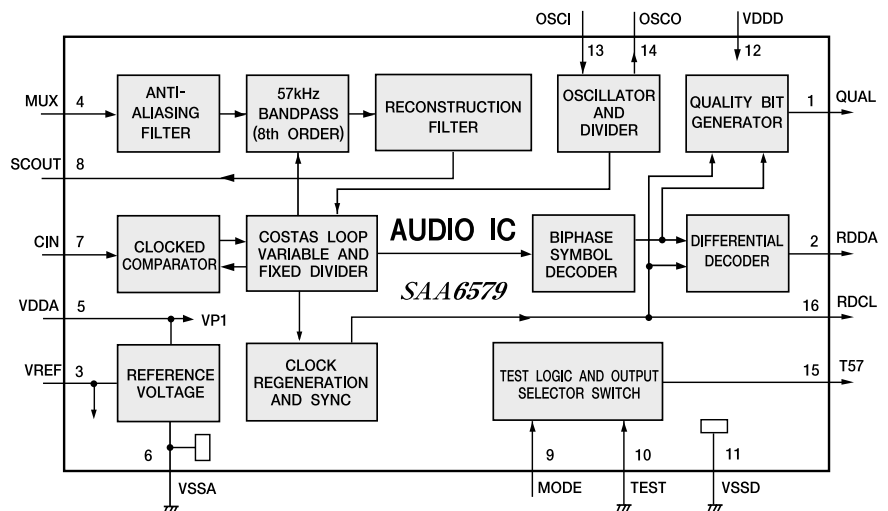 OSCI
OSCO
VDDD
13
14
12
MUX
4
ANTI-
ALIASING
FILTER
57kHz
BANDPASS
(8th ORDER)
RECONSTRUCTION
FILTER
OSCILLATOR
AND
DIVIDER
QUALITY BIT
GENERATOR
1
QUAL
SCOUT
8
CIN
7
CLOCKED
COMPARATOR
COSTAS LOOP
VARIABLE AND
FIXED DIVIDER
AUDIO IC
BIPHASE
SYMBOL
DECODER
DIFFERENTIAL
DECODER
2
RDDA
SAA6579
VDDA
5
VP1
16
RDCL
VREF
3
REFERENCE
VOLTAGE
CLOCK
REGENERATION
AND SYNC
TEST LOGIC AND OUTPUT
SELECTOR SWITCH
15
T57
6
9
10
11
VSSA
MODE
TEST
VSSD